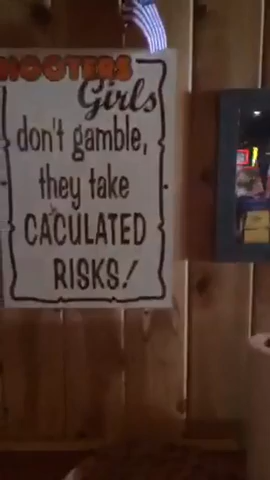 HOOTERS
Girls
don't gamble,
they take
CACULATED
RISKS!